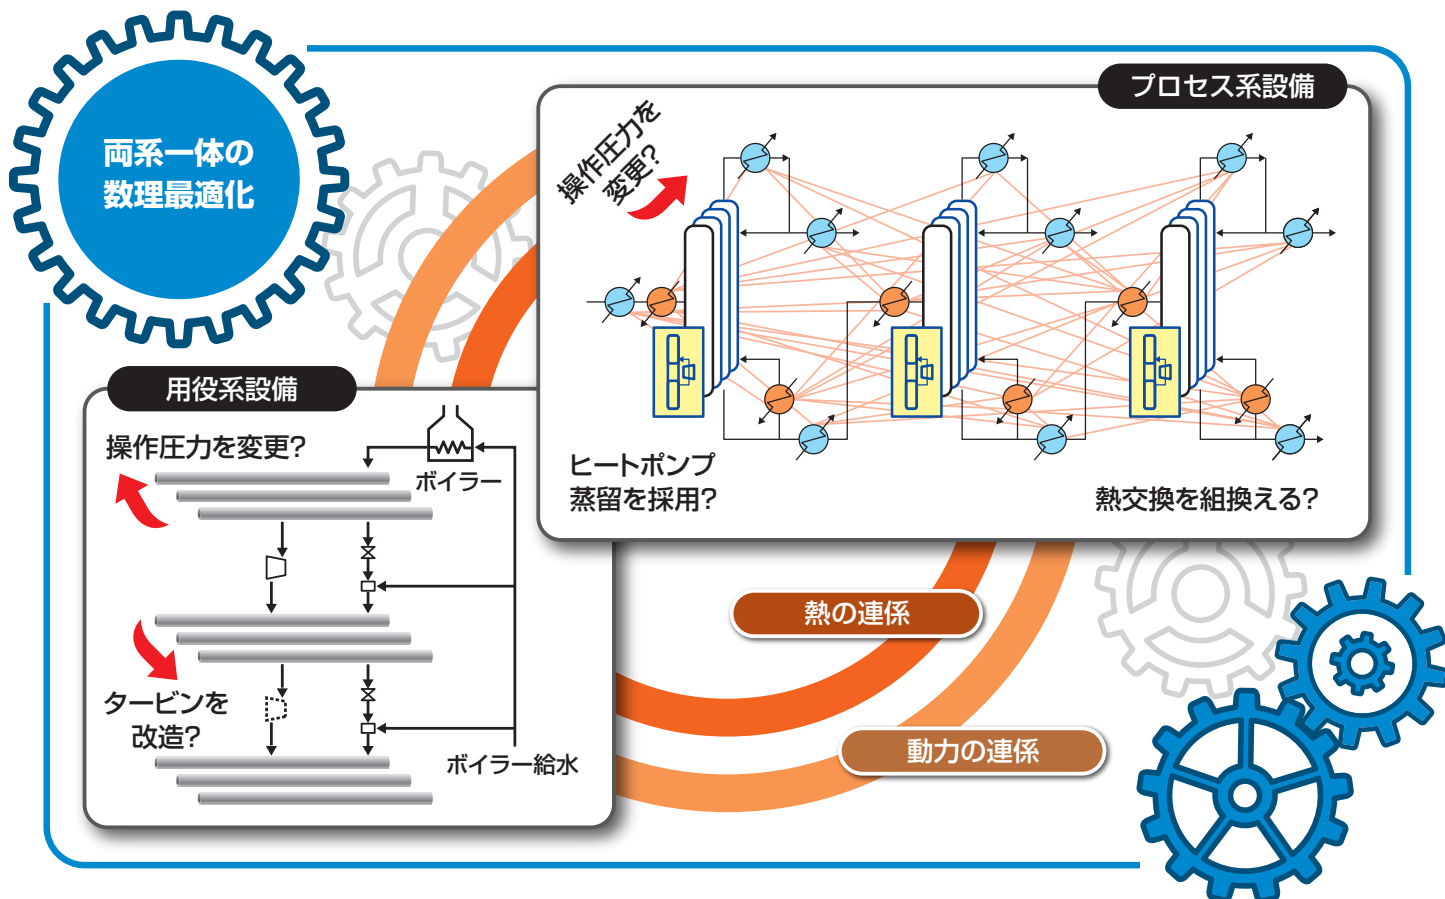 両系一体の
数理最適化
プロセス系設備
操作圧力を
変更?
ヒートポンプ
蒸留を採用?
熱交換を組換える?
用役系設備
操作圧力を変更?
ボイラー
タービンを
改造?
ボイラー給水
熱の連係
動力の連係